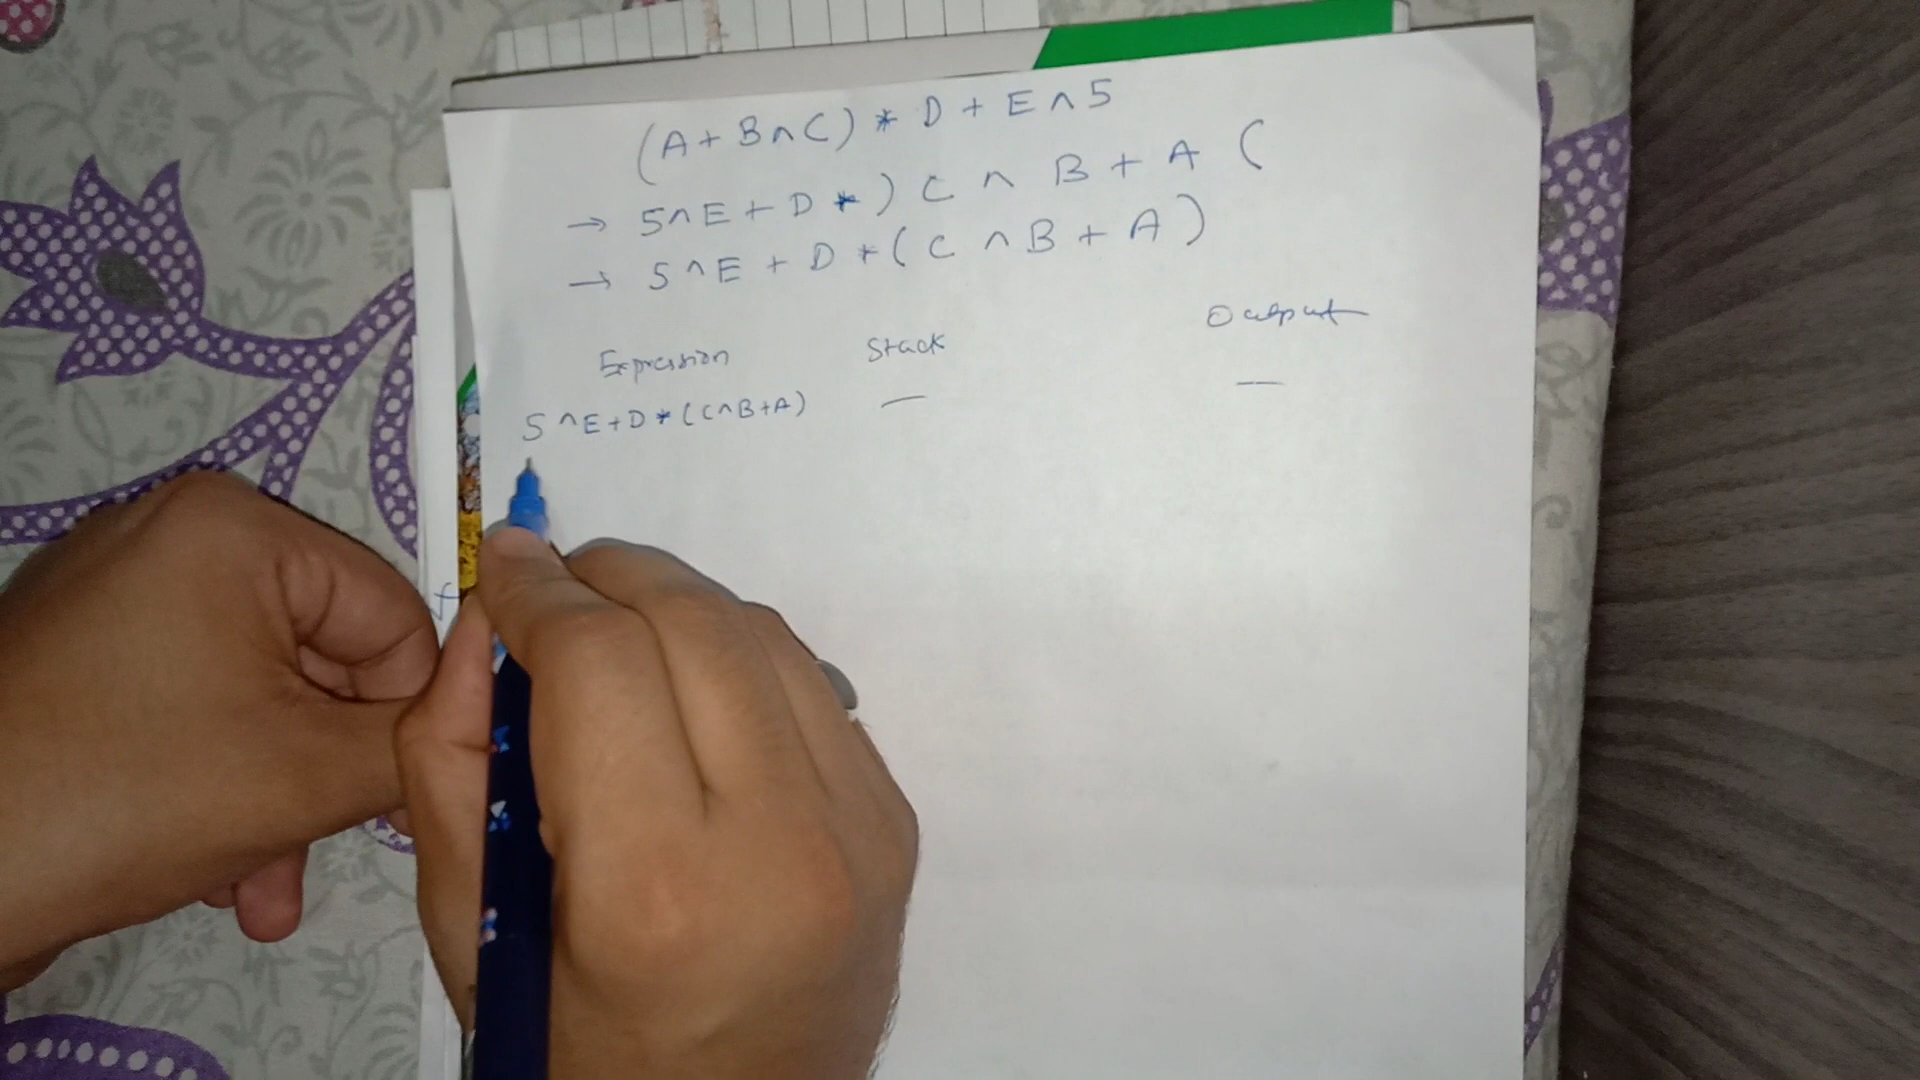 (A+B^C) * D + E^5
→ 5^E+D*) C ^ B + A (
→ 5^E + D *( C ^ B + A )
Expression Stack Output
5^E+D*(C^B+A) — —
f